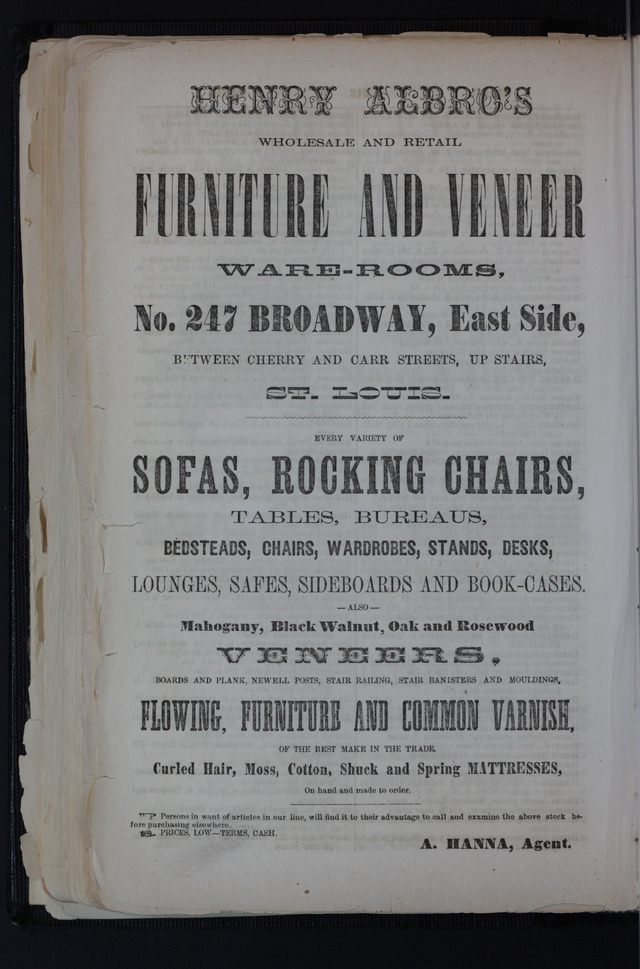 HENRY ALBRO'S
WHOLESALE AND RETAIL
FURNITURE AND VENEER
WARE-ROOMS,
No. 247 BROADWAY, East Side,
BETWEEN CHERRY AND CARR STREETS, UP STAIRS,
ST. LOUIS.
EVERY VARIETY OF
SOFAS, ROCKING CHAIRS,
TABLES, BUREAUS,
BEDSTEADS, CHAIRS, WARDROBES, STANDS, DESKS,
LOUNGES, SAFES, SIDEBOARDS AND BOOK-CASES.
—ALSO—
Mahogany, Black Walnut, Oak and Rosewood
VENEERS,
BOARDS AND PLANK, NEWELL POSTS, STAIR RAILING, STAIR BANISTERS AND MOULDINGS,
FLOWING, FURNITURE AND COMMON VARNISH,
OF THE BEST MAKE IN THE TRADE.
Curled Hair, Moss, Cotton, Shuck and Spring MATTRESSES,
On hand and made to order.
☞ Persons in want of articles in our line, will find it to their advantage to call and examine the above stock be-
fore purchasing elsewhere.
☞ PRICES, LOW—TERMS, CASH.
A. HANNA, Agent.